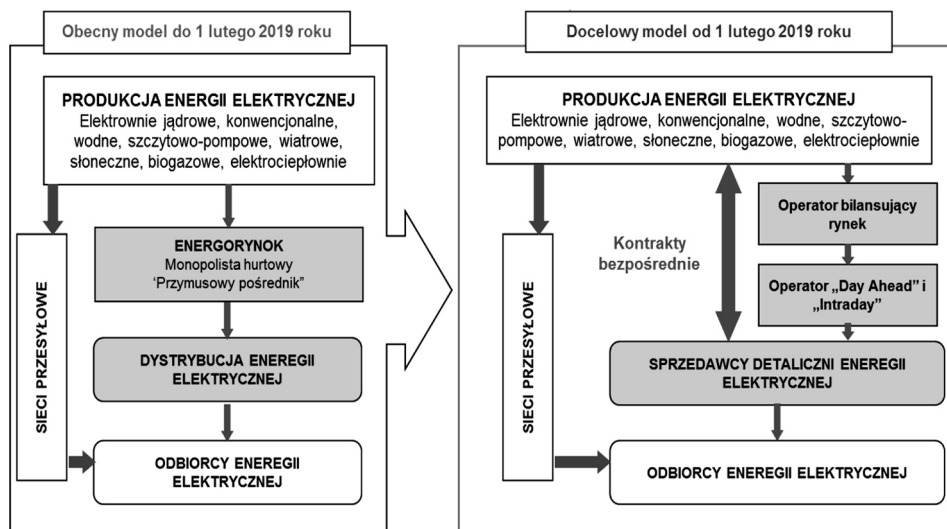 Obecny model do 1 lutego 2019 roku
PRODUKCJA ENERGII ELEKTRYCZNEJ
Elektrownie jądrowe, konwencjonalne,
wodne, szczytowo-pompowe, wiatrowe,
słoneczne, biogazowe, elektrociepłownie
SIECI PRZESYŁOWE
ENERGORYNOK
Monopolista hurtowy
‘Przymusowy pośrednik”
DYSTRYBUCJA ENEREGII
ELEKTRYCZNEJ
ODBIORCY ENEREGII
ELEKTRYCZNEJ
Docelowy model od 1 lutego 2019 roku
PRODUKCJA ENERGII ELEKTRYCZNEJ
Elektrownie jądrowe, konwencjonalne, wodne, szczytowo-
pompowe, wiatrowe, słoneczne, biogazowe, elektrociepłownie
SIECI PRZESYŁOWE
Kontrakty
bezpośrednie
Operator bilansujący
rynek
Operator „Day Ahead” i
„Intraday”
SPRZEDAWCY DETALICZNI ENEREGII
ELEKTRYCZNEJ
ODBIORCY ENEREGII ELEKTRYCZNEJ